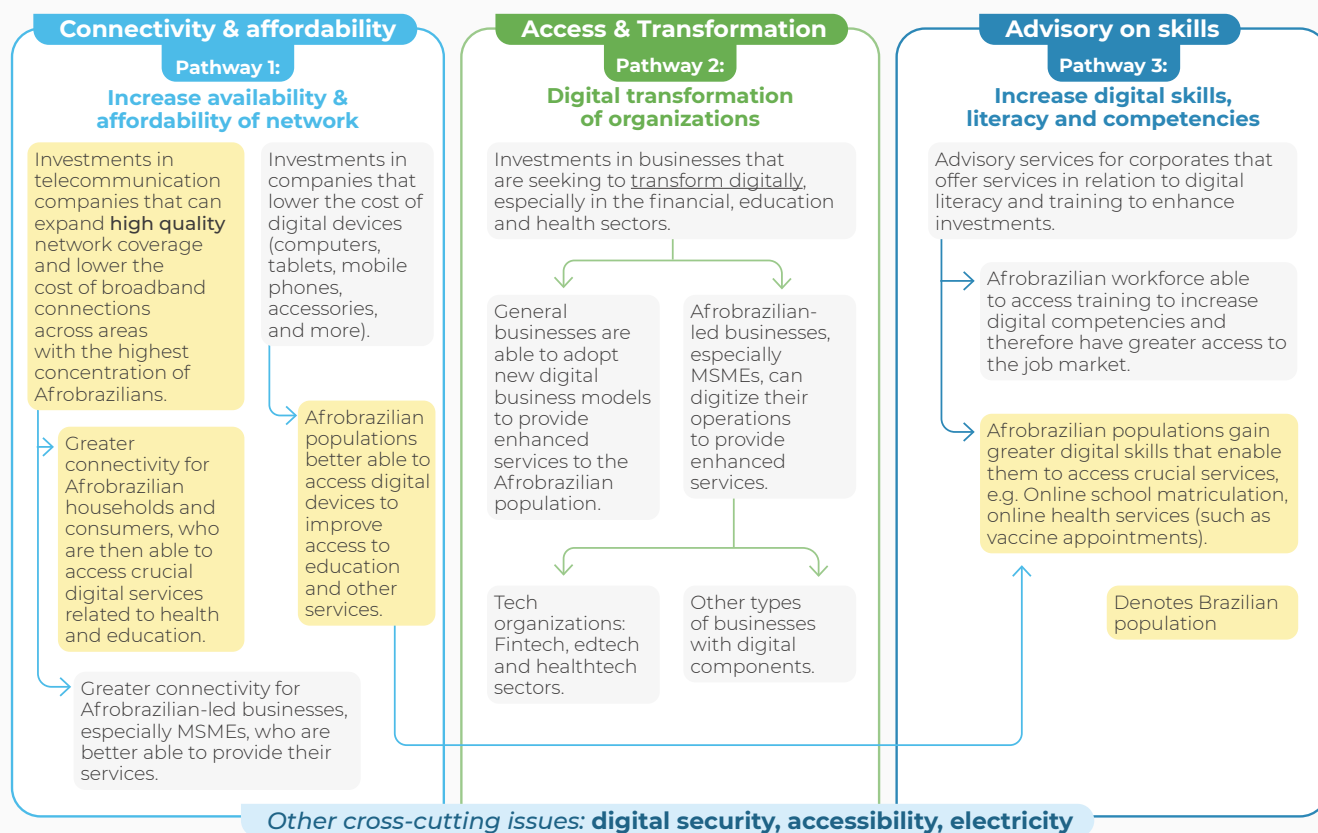 Connectivity & affordability
Pathway 1:
Increase availability &
affordability of network
Investments in
telecommunication
companies that can
expand high quality
network coverage
and lower the
cost of broadband
connections
across areas
with the highest
concentration of
Afrobrazilians.
Greater
connectivity for
Afrobrazilian
households and
consumers, who
are then able to
access crucial
digital services
related to health
and education.
Greater connectivity for
Afrobrazilian-led businesses,
especially MSMEs, who are
better able to provide their
services.
Investments in
companies that
lower the cost of
digital devices
(computers,
tablets, mobile
phones,
accessories,
and more).
Afrobrazilian
populations
better able to
access digital
devices to
improve
access to
education
and other
services.
Access & Transformation
Pathway 2:
Digital transformation
of organizations
Investments in businesses that
are seeking to transform digitally,
especially in the financial, education
and health sectors.
General
businesses are
able to adopt
new digital
business models
to provide
enhanced
services to the
Afrobrazilian
population.
Afrobrazilian-
led businesses,
especially
MSMEs, can
digitize their
operations
to provide
enhanced
services.
Tech
organizations:
Fintech, edtech
and healthtech
sectors.
Other types
of businesses
with digital
components.
Advisory on skills
Pathway 3:
Increase digital skills,
literacy and competencies
Advisory services for corporates that
offer services in relation to digital
literacy and training to enhance
investments.
Afrobrazilian workforce able
to access training to increase
digital competencies and
therefore have greater access to
the job market.
Afrobrazilian populations gain
greater digital skills that enable
them to access crucial services,
e.g. Online school matriculation,
online health services (such as
vaccine appointments).
Denotes Brazilian
population
Other cross-cutting issues: digital security, accessibility, electricity